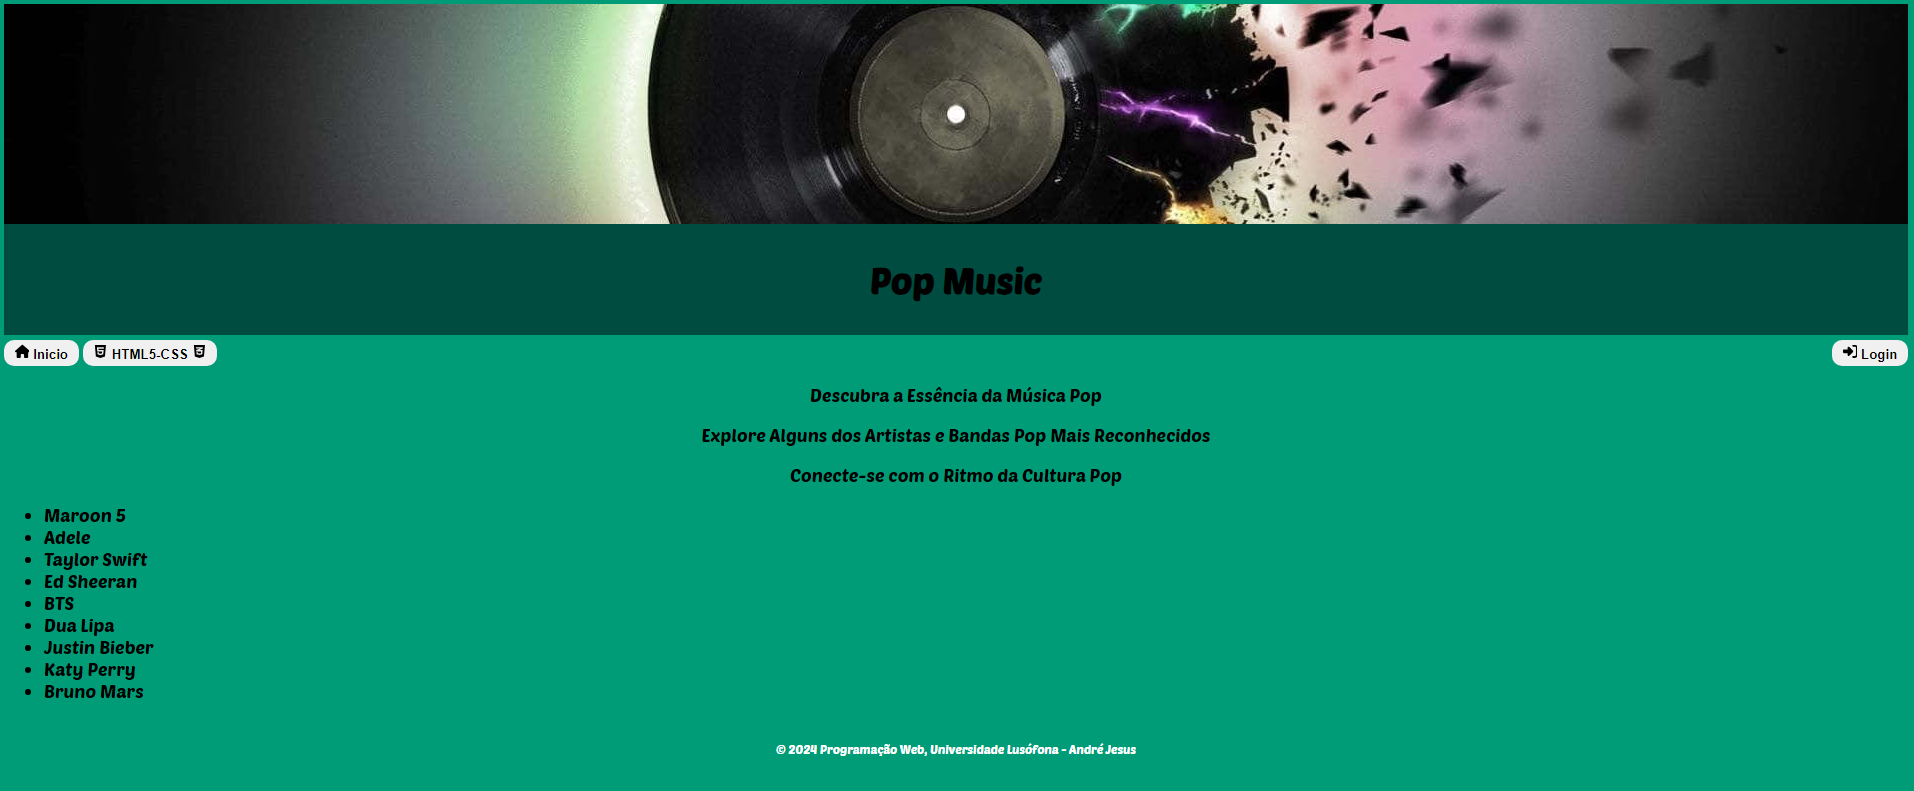 Pop Music
Inicio HTML5-CSS Login
Descubra a Essência da Música Pop
Explore Alguns dos Artistas e Bandas Pop Mais Reconhecidos
Conecte-se com o Ritmo da Cultura Pop
Maroon 5
Adele
Taylor Swift
Ed Sheeran
BTS
Dua Lipa
Justin Bieber
Katy Perry
Bruno Mars
© 2024 Programação Web, Universidade Lusófona - André Jesus